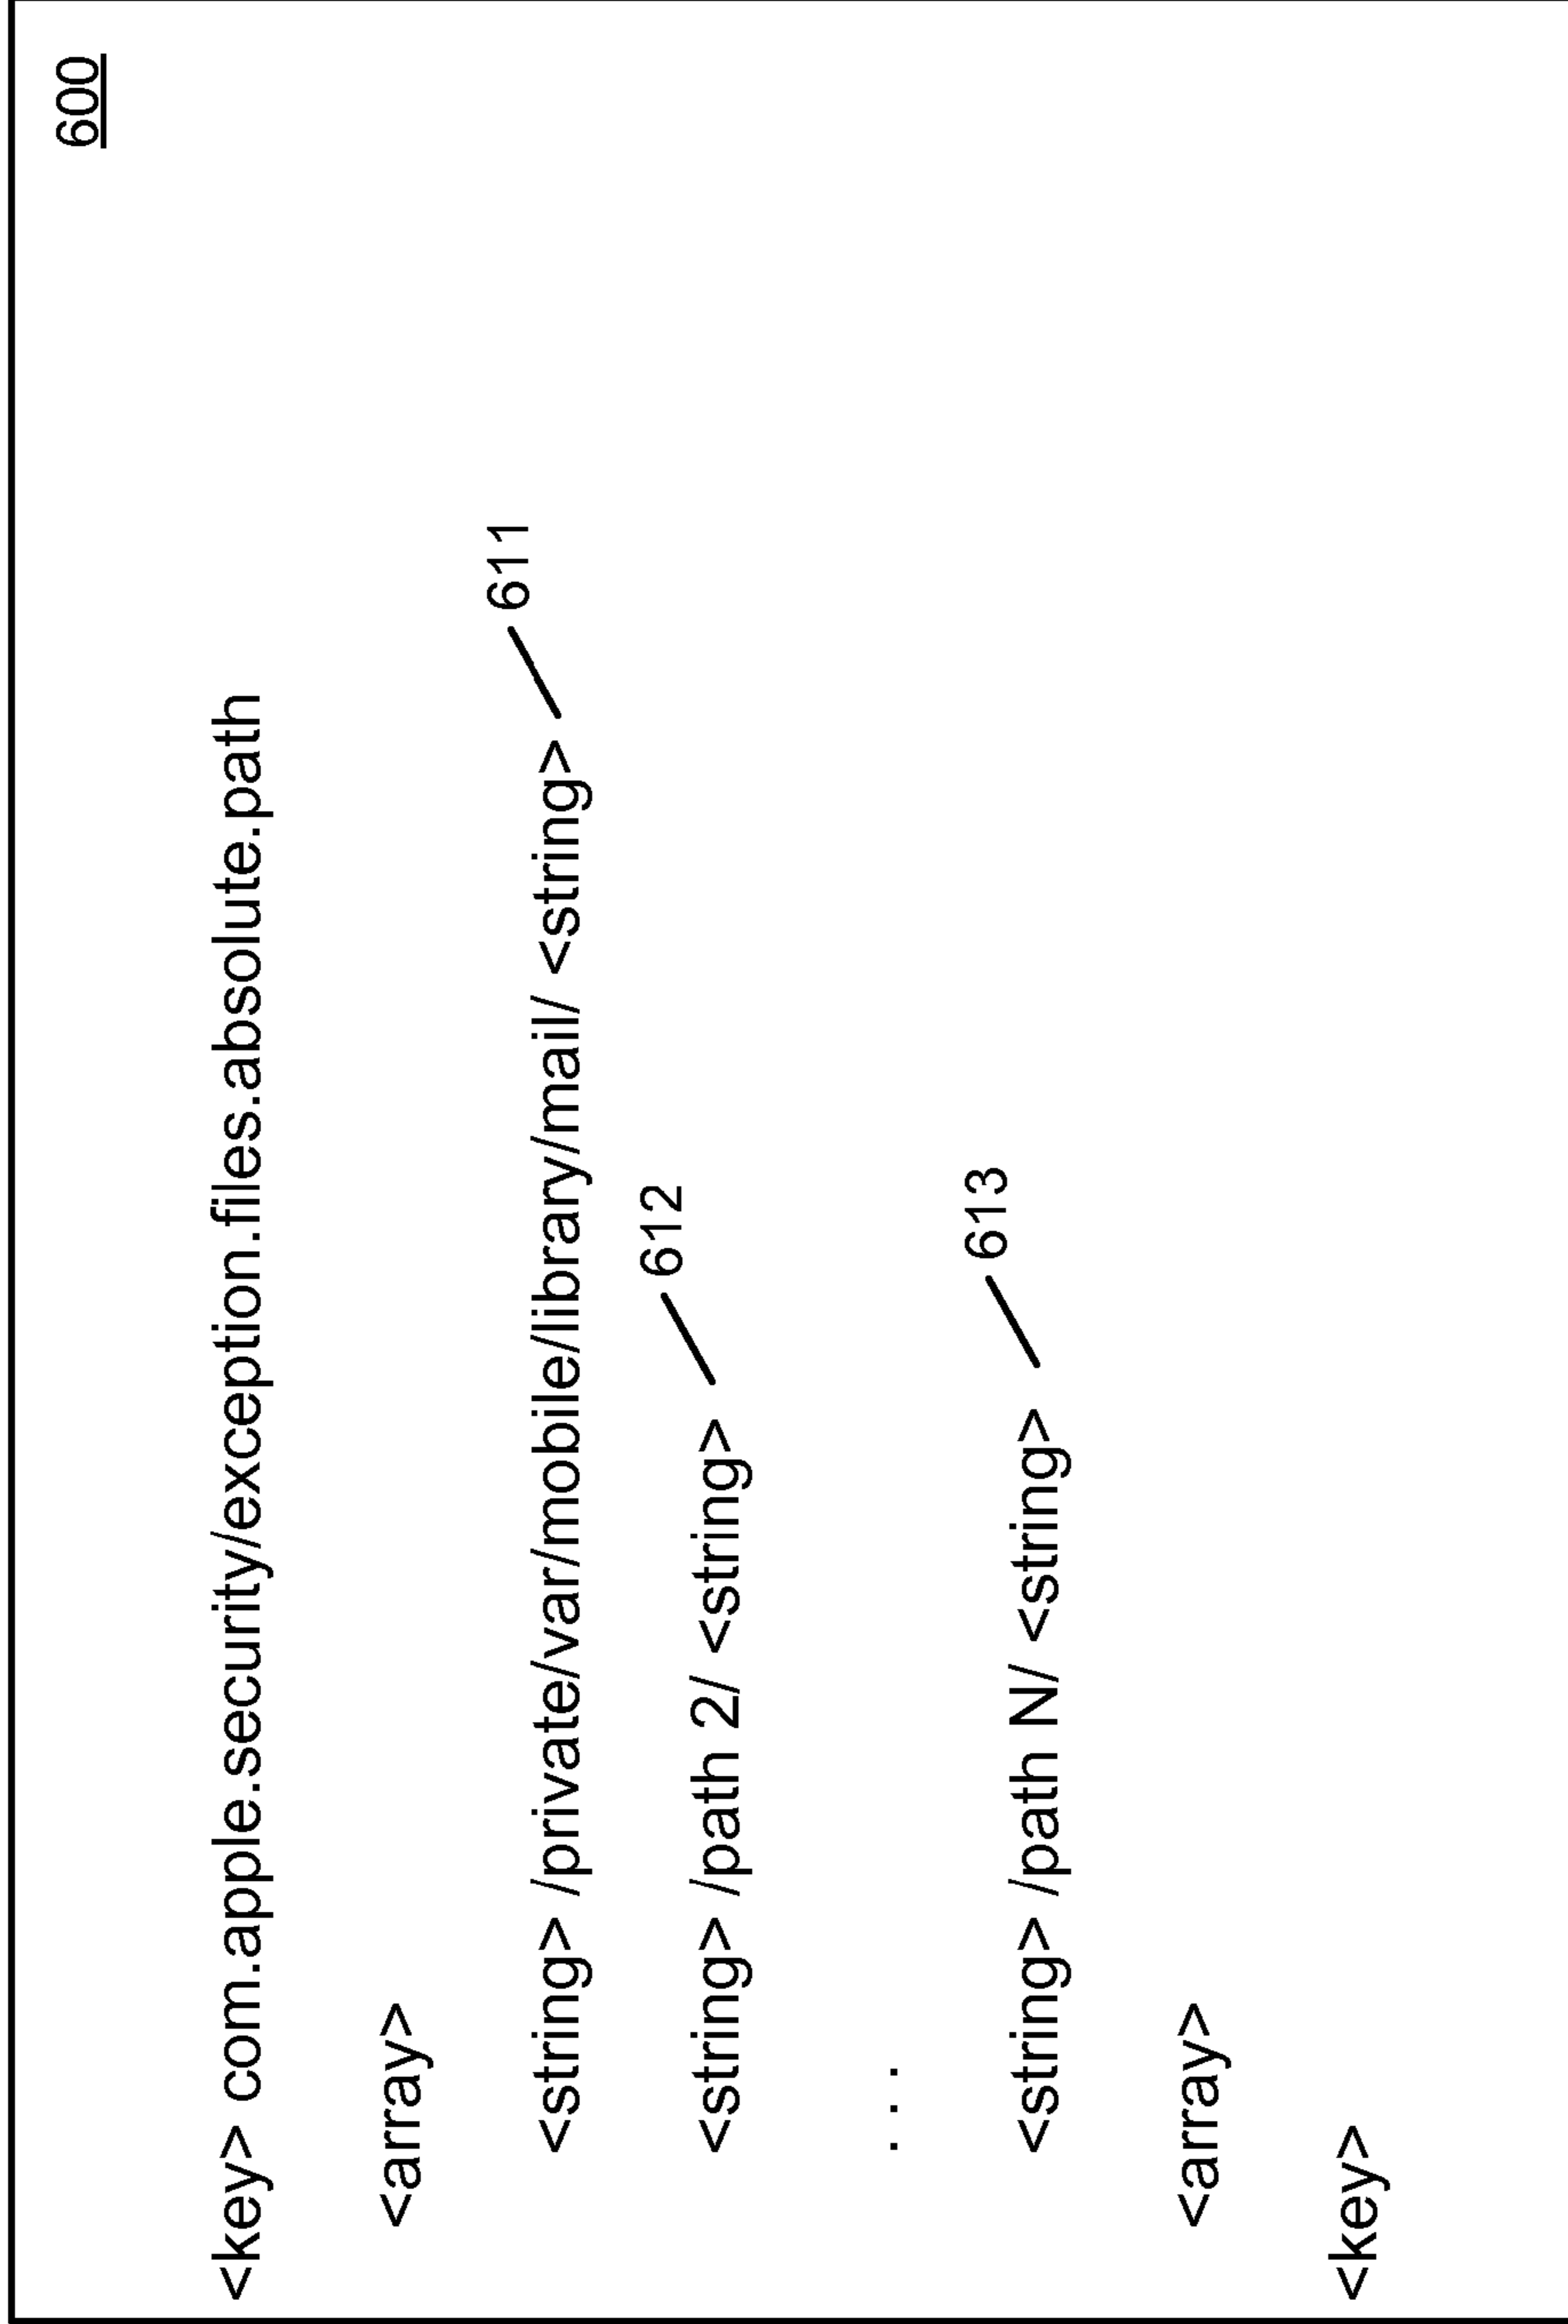 600
<key> com.apple.security/exception.files.absolute.path
<array>
611
<string> /private/var/mobile/library/mail/ <string>
612
<string> /path 2/ <string>
. . .
613
<string> /path N/ <string>
<array>
<key>